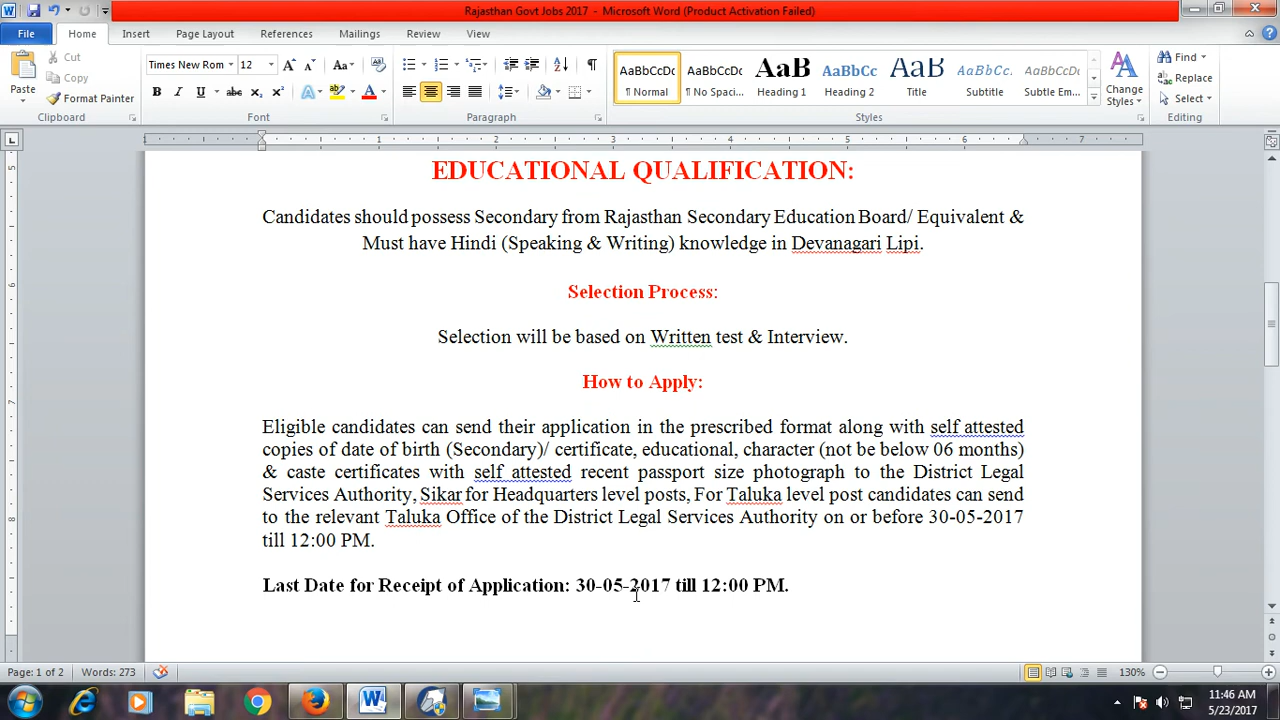 Rajasthan Govt Jobs 2017 - Microsoft Word (Product Activation Failed)
File Home Insert Page Layout References Mailings Review View
Paste
Cut
Copy
Format Painter
Clipboard
Times New Rom 12
Font
Paragraph
AaBbCcDc AaBbCcDc AaB AaBbCc AaB AaBbCcL AaBbCcDc
¶ Normal ¶ No Spaci... Heading 1 Heading 2 Title Subtitle Subtle Em...
Change Styles
Styles
Find
Replace
Select
Editing
1 2 3 4 5 6 7
EDUCATIONAL QUALIFICATION:
Candidates should possess Secondary from Rajasthan Secondary Education Board/ Equivalent &
Must have Hindi (Speaking & Writing) knowledge in Devanagari Lipi.
Selection Process:
Selection will be based on Written test & Interview.
How to Apply:
Eligible candidates can send their application in the prescribed format along with self attested
copies of date of birth (Secondary)/ certificate, educational, character (not be below 06 months)
& caste certificates with self attested recent passport size photograph to the District Legal
Services Authority, Sikar for Headquarters level posts, For Taluka level post candidates can send
to the relevant Taluka Office of the District Legal Services Authority on or before 30-05-2017
till 12:00 PM.
Last Date for Receipt of Application: 30-05-2017 till 12:00 PM.
Page: 1 of 2 Words: 273 130%
11:46 AM
5/23/2017